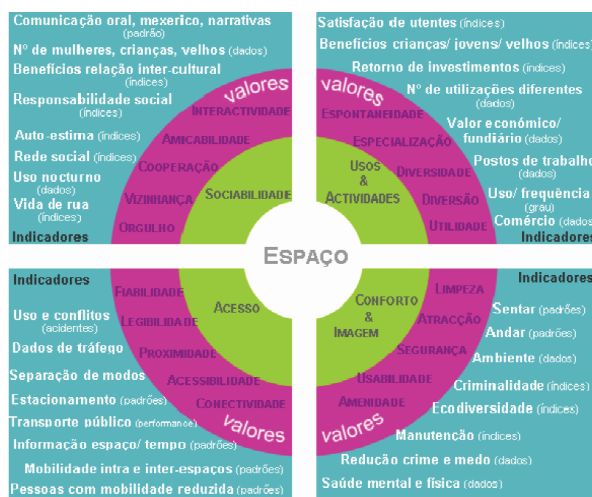 Comunicação oral, mexerico, narrativas
(padrão)
Nº de mulheres, crianças, velhos (dados)
Benefícios relação inter-cultural
(índices)
Responsabilidade social
(índices)
Auto-estima (índices)
Rede social (índices)
Uso nocturno
(dados)
Vida de rua
(índices)
Indicadores
valores
INTERACTIVIDADE
AMICABILIDADE
COOPERAÇÃO
VIZINHANÇA
ORGULHO
SOCIABILIDADE
Satisfação de utentes (índices)
Benefícios crianças/ jovens/ velhos (índices)
Retorno de investimentos (índices)
Nº de utilizações diferentes
(dados)
Valor económico/
fundiário (dados)
Postos de trabalho
(dados)
Uso/ frequência
(grau)
Comércio (dados)
Indicadores
valores
ESPONTANEIDADE
ESPECIALIZAÇÃO
DIVERSIDADE
DIVERSÃO
UTILIDADE
USOS
&
ACTIVIDADES
ESPAÇO
Indicadores
Uso e conflitos
(acidentes)
Dados de tráfego
Separação de modos
Estacionamento (padrões)
Transporte público (performance)
Informação espaço/ tempo (padrões)
Mobilidade intra e inter-espaços (padrões)
Pessoas com mobilidade reduzida (padrões)
FIABILIDADE
LEGIBILIDADE
PROXIMIDADE
ACESSIBILIDADE
CONECTIVIDADE
valores
ACESSO
Indicadores
Sentar (padrões)
Andar (padrões)
Ambiente (dados)
Criminalidade (índices)
Ecodiversidade (índices)
Manutenção (índices)
Redução crime e medo (dados)
Saúde mental e física (dados)
LIMPEZA
ATRACÇÃO
SEGURANÇA
USABILIDADE
AMENIDADE
valores
CONFORTO
&
IMAGEM